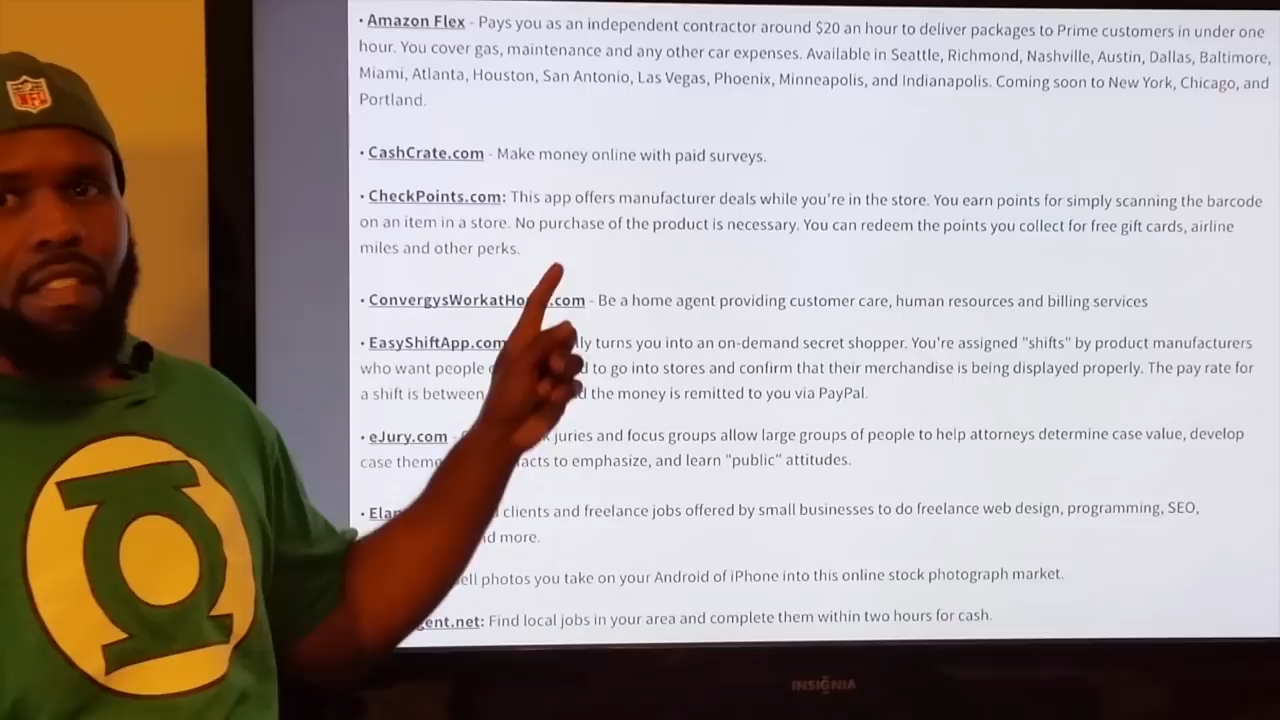 • Amazon Flex - Pays you as an independent contractor around $20 an hour to deliver packages to Prime customers in under one
hour. You cover gas, maintenance and any other car expenses. Available in Seattle, Richmond, Nashville, Austin, Dallas, Baltimore,
Miami, Atlanta, Houston, San Antonio, Las Vegas, Phoenix, Minneapolis, and Indianapolis. Coming soon to New York, Chicago, and
Portland.
• CashCrate.com - Make money online with paid surveys.
• CheckPoints.com: This app offers manufacturer deals while you're in the store. You earn points for simply scanning the barcode
on an item in a store. No purchase of the product is necessary. You can redeem the points you collect for free gift cards, airline
miles and other perks.
• ConvergysWorkatHo .com - Be a home agent providing customer care, human resources and billing services
• EasyShiftApp.com turns you into an on-demand secret shopper. You're assigned "shifts" by product manufacturers
who want people to go into stores and confirm that their merchandise is being displayed properly. The pay rate for
a shift is between the money is remitted to you via PayPal.
• eJury.com - juries and focus groups allow large groups of people to help attorneys determine case value, develop
case to emphasize, and learn "public" attitudes.
• clients and freelance jobs offered by small businesses to do freelance web design, programming, SEO,
more.
photos you take on your Android of iPhone into this online stock photograph market.
ent.net: Find local jobs in your area and complete them within two hours for cash.
INSIGNIA
NFL